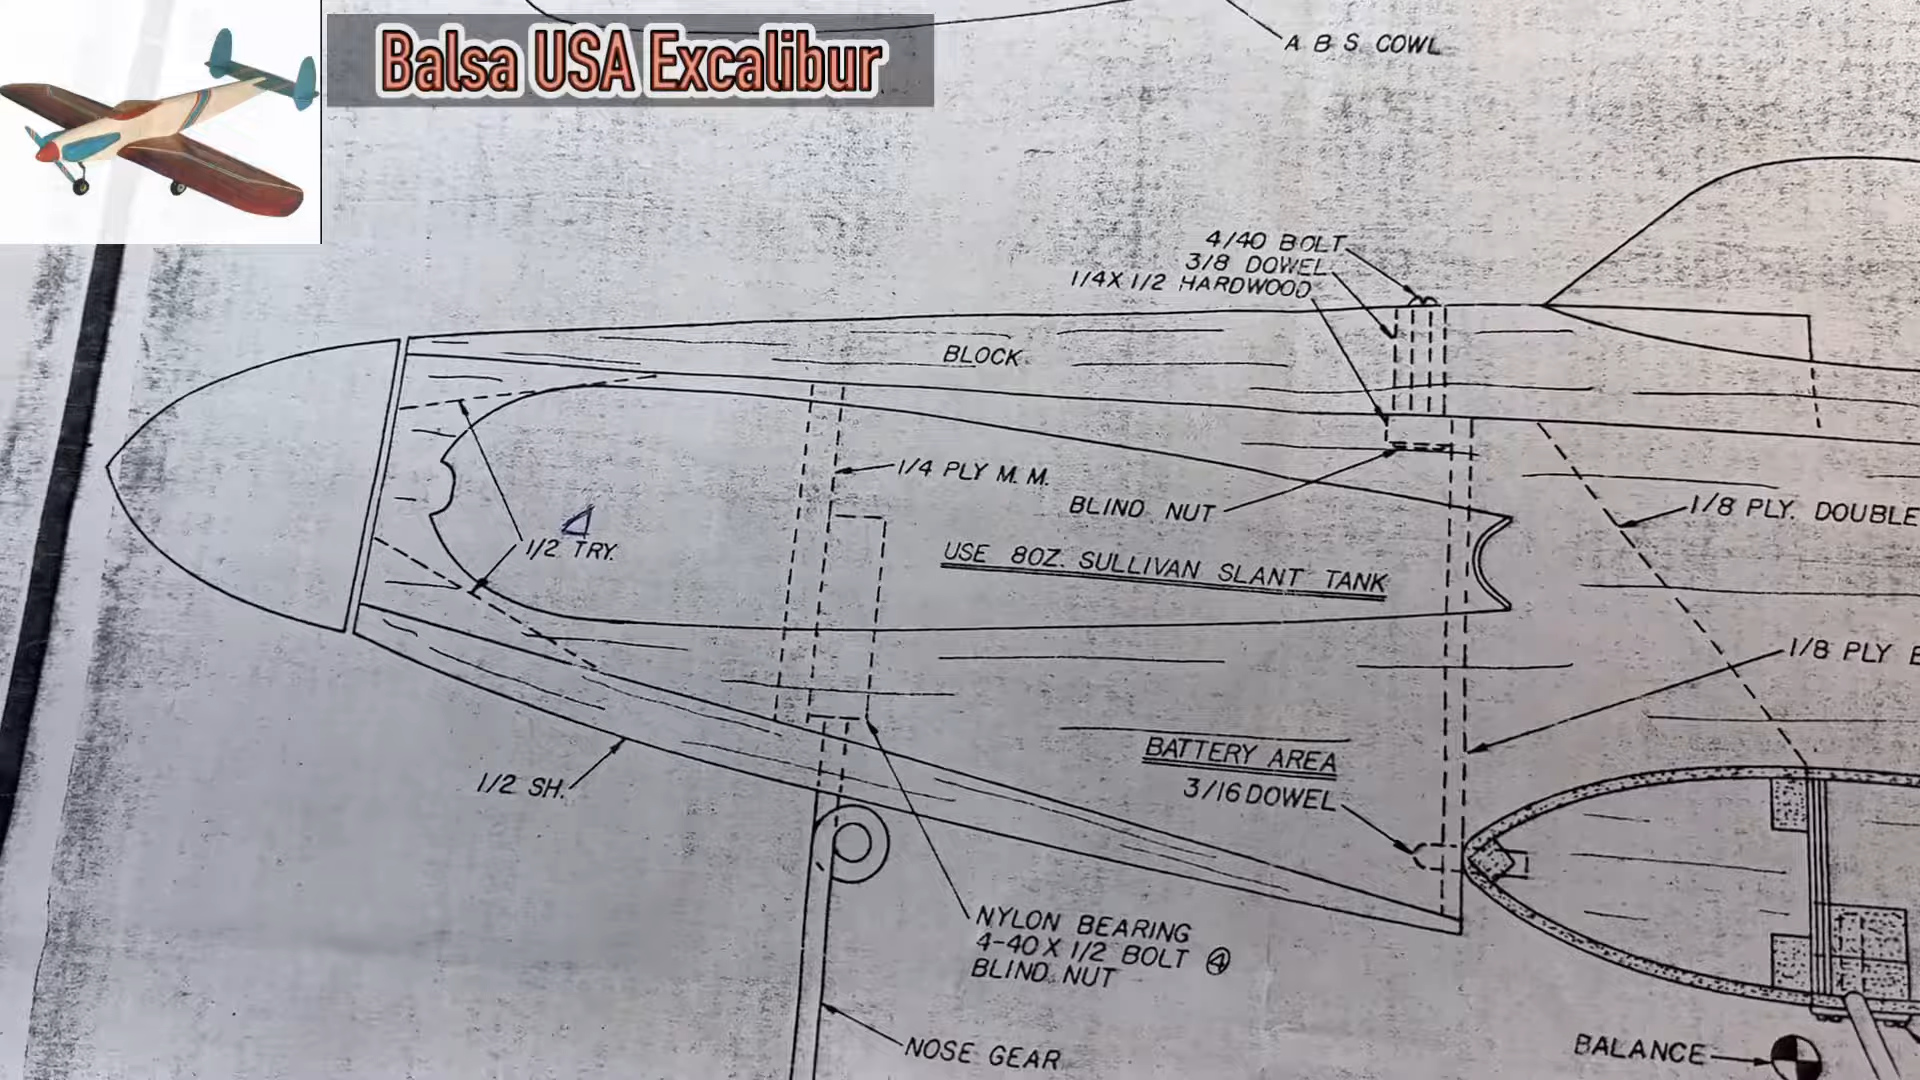 Balsa USA Excalibur
A B S COWL
4/40 BOLT
3/8 DOWEL
1/4 X 1/2 HARDWOOD
BLOCK
1/4 PLY M. M.
BLIND NUT
1/8 PLY. DOUBLE
1/2 TRY.
USE 8OZ. SULLIVAN SLANT TANK
1/8 PLY
BATTERY AREA
3/16 DOWEL
1/2 SH.
NYLON BEARING
4-40 X 1/2 BOLT ④
BLIND NUT
NOSE GEAR
BALANCE